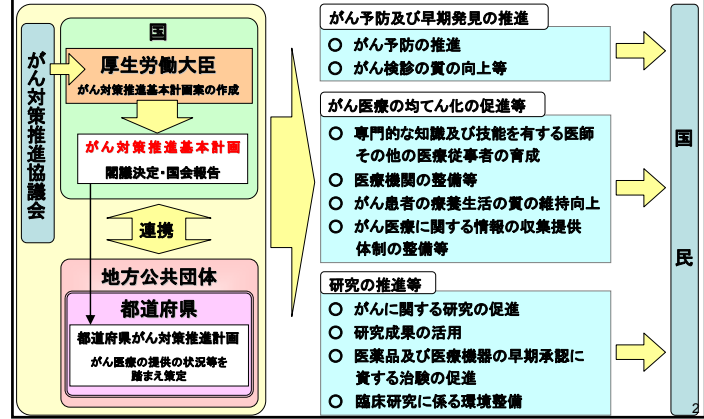 がん対策推進協議会
国
厚生労働大臣
がん対策推進基本計画案の作成
がん対策推進基本計画
閣議決定・国会報告
連携
地方公共団体
都道府県
都道府県がん対策推進計画
がん医療の提供の状況等を
踏まえ策定
がん予防及び早期発見の推進
○ がん予防の推進
○ がん検診の質の向上等
がん医療の均てん化の促進等
○ 専門的な知識及び技能を有する医師
その他の医療従事者の育成
○ 医療機関の整備等
○ がん患者の療養生活の質の維持向上
○ がん医療に関する情報の収集提供
体制の整備等
研究の推進等
○ がんに関する研究の促進
○ 研究成果の活用
○ 医薬品及び医療機器の早期承認に
資する治験の促進
○ 臨床研究に係る環境整備
国民
2